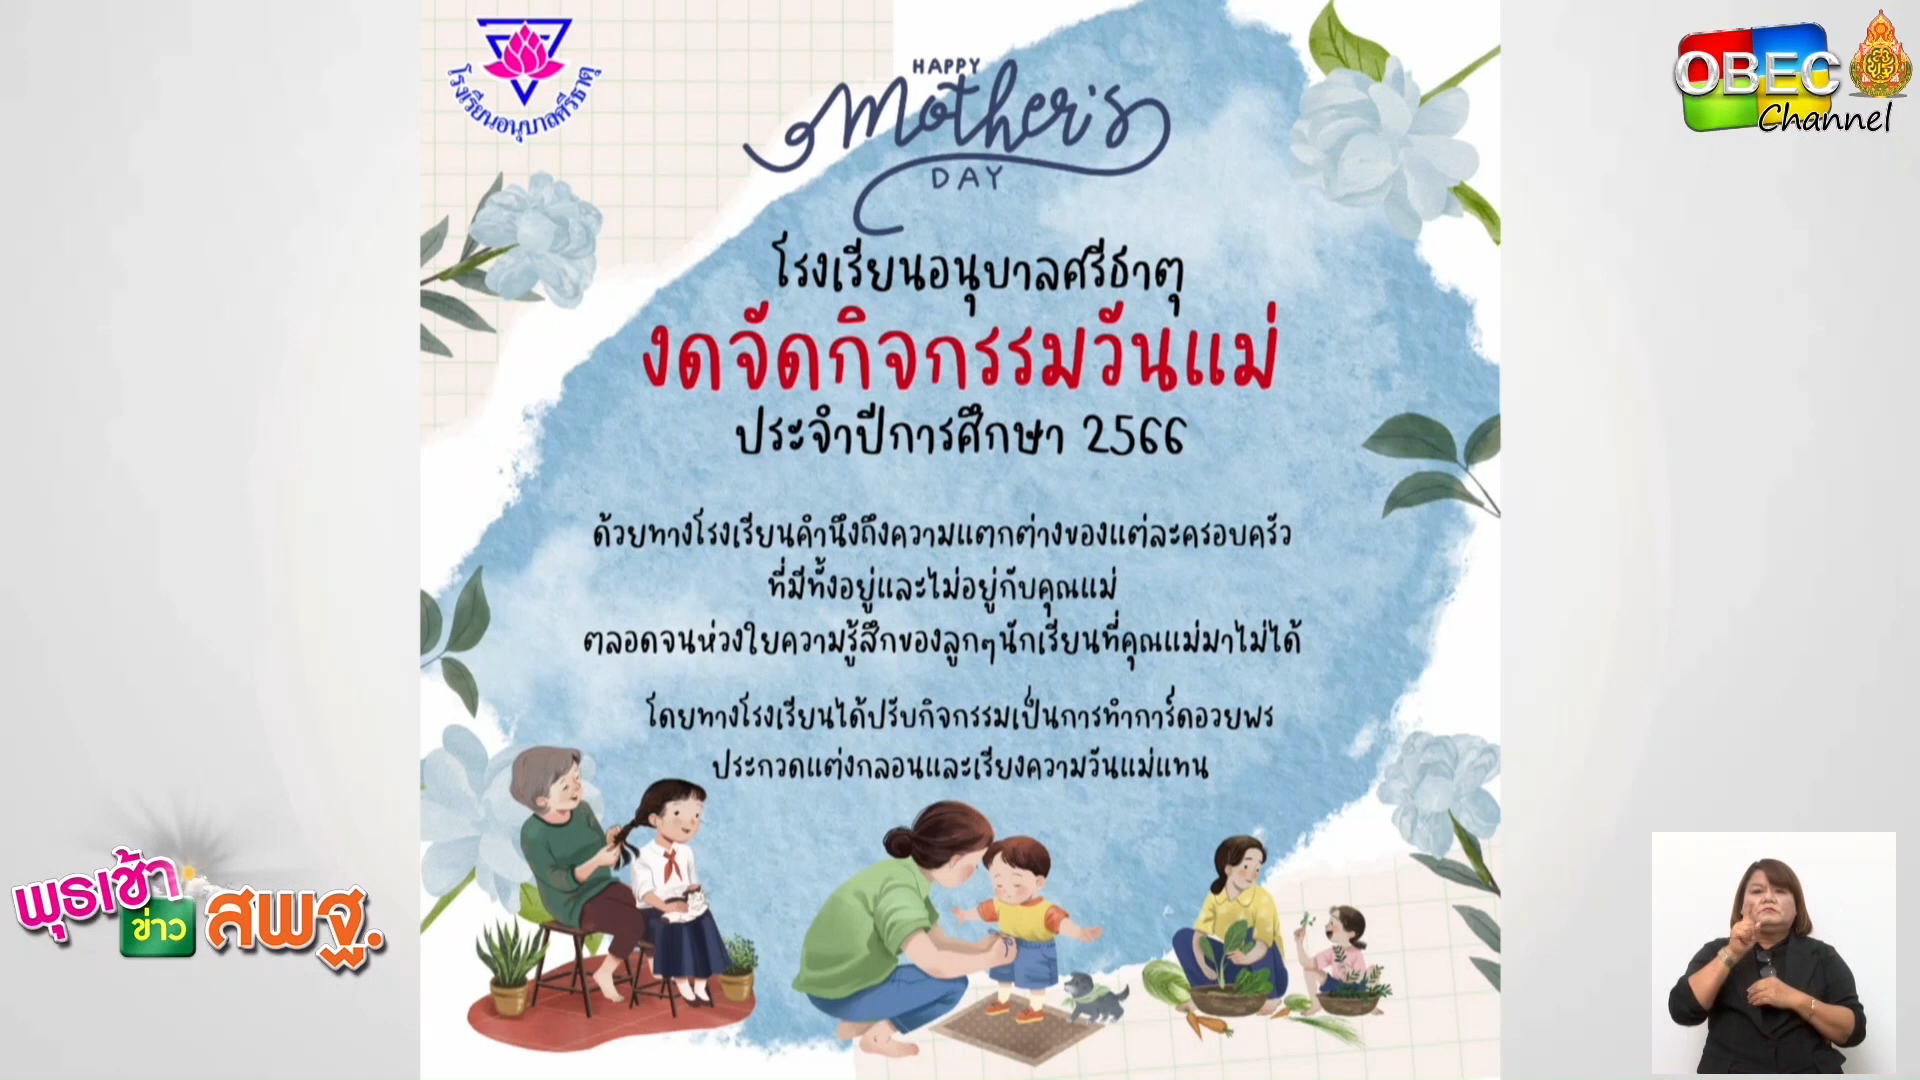 โรงเรียนอนุบาลศรีธาตุ
HAPPY
Mother's
DAY
OBEC
Channel
โรงเรียนอนุบาลศรีธาตุ
งดจัดกิจกรรมวันแม่
ประจำปีการศึกษา 2566
ด้วยทางโรงเรียนคำนึงถึงความแตกต่างของแต่ละครอบครัว
ที่มีทั้งอยู่และไม่อยู่กับคุณแม่
ตลอดจนห่วงใยความรู้สึกของลูกๆนักเรียนที่คุณแม่มาไม่ได้
โดยทางโรงเรียนได้ปรับกิจกรรมเป็นการทำการ์ดอวยพร
ประกวดแต่งกลอนและเรียงความวันแม่แทน
พุธเช้า
ข่าว
สพฐ.